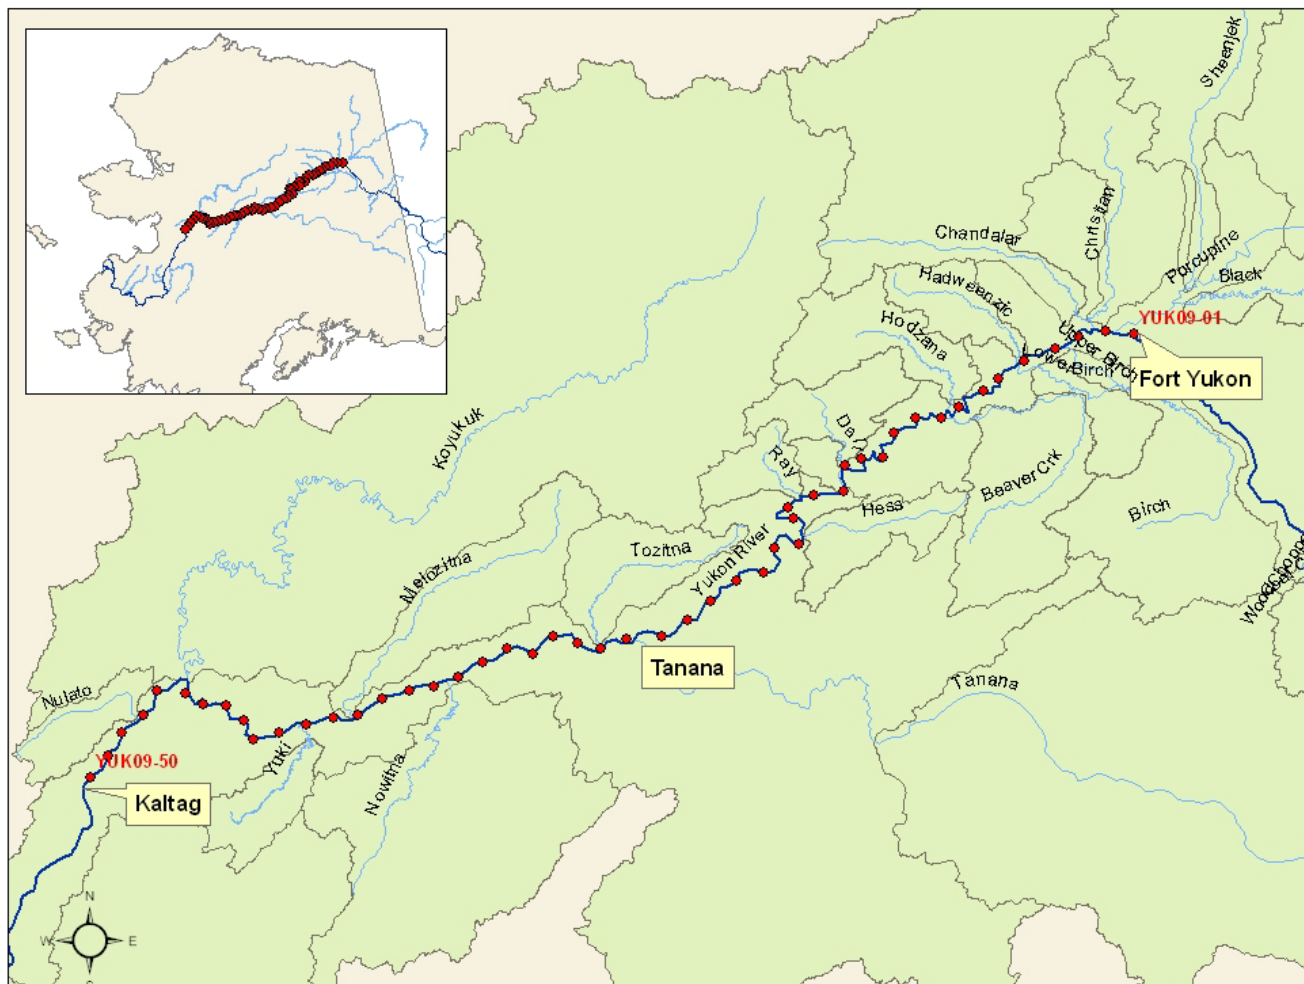 Sheenjek
Christian
Chandalar
Porcupine
Black
Hadweenzic
YUK09-01
Hodzana
Upper Birch
Lower Birch
Fort Yukon
Koyukuk
Dall
Ray
Beaver Crk
Hess
Birch
Yukon River
Tozitna
Melozitna
Tanana
Tanana
Nulato
Yuki
YUK09-50
Nowitna
Kaltag
N
W
E